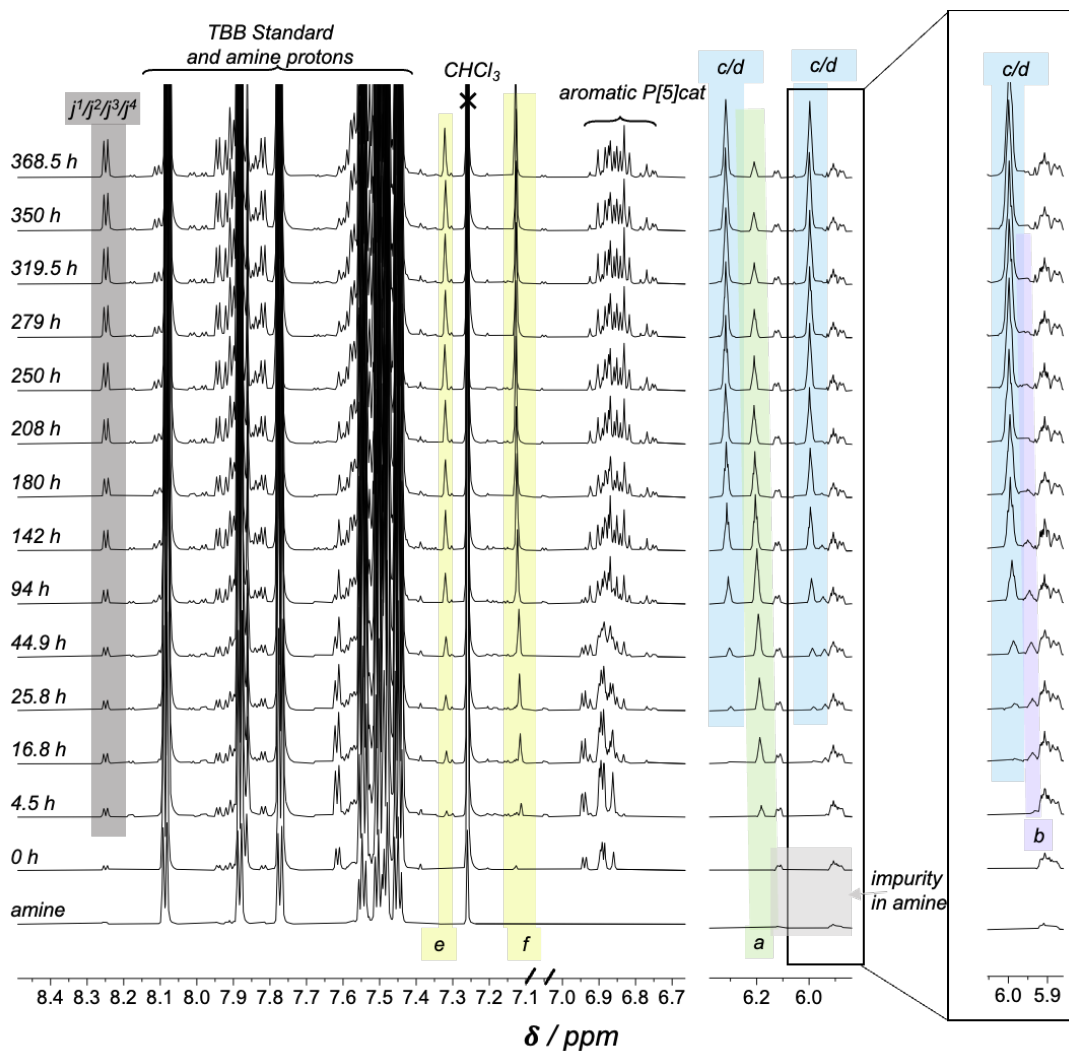 TBB Standard
and amine protons
CHCl₃
c/d
c/d
c/d
j¹/j²/j³/j⁴
aromatic P[5]cat
368.5 h
350 h
319.5 h
279 h
250 h
208 h
180 h
142 h
94 h
44.9 h
25.8 h
16.8 h
4.5 h
b
0 h
impurity
in amine
amine
e
f
a
8.4 8.3 8.2 8.1 8.0 7.9 7.8 7.7 7.6 7.5 7.4 7.3 7.2 7.1 7.0 6.9 6.8 6.7 6.2 6.0 6.0 5.9
δ / ppm